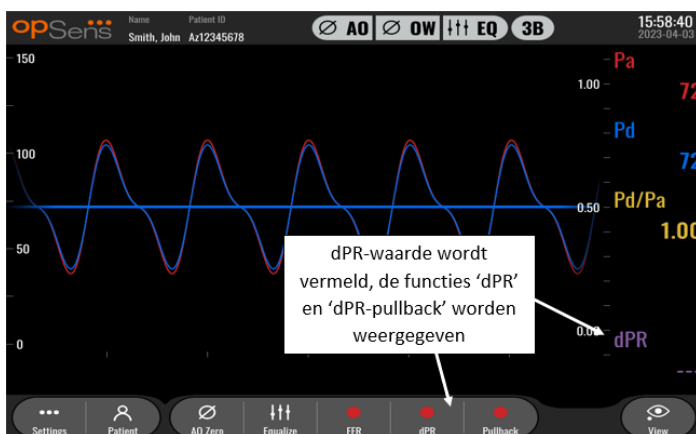 opSens
Name
Patient ID
Smith, John Az12345678
AO
OW
EQ
3B
15:58:40
2023-04-03
150
100
50
0
1.00
0.50
0.00
Pa
72
Pd
72
Pd/Pa
1.00
dPR
---
dPR-waarde wordt
vermeld, de functies ‘dPR’
en ‘dPR-pullback’ worden
weergegeven
Settings
Patient
AO Zero
Equalize
FFR
dPR
Pullback
View